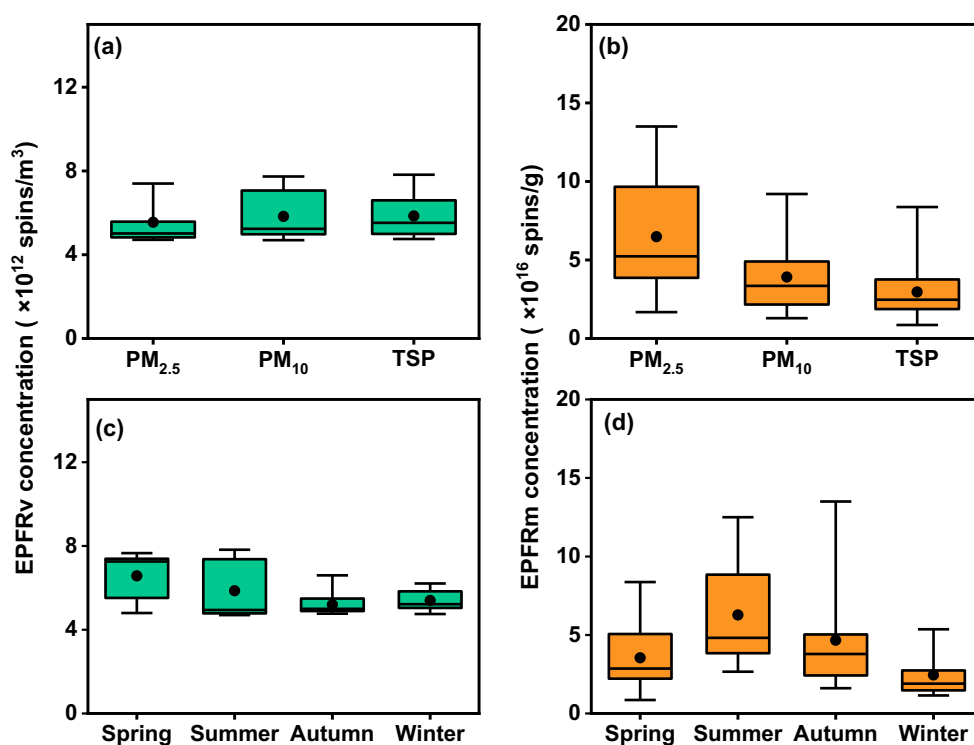 (a)
EPFRv concentration ( ×10¹² spins/m³)
12
8
4
0
PM₂.₅ PM₁₀ TSP
(b)
EPFRm concentration ( ×10¹⁶ spins/g)
20
15
10
5
0
PM₂.₅ PM₁₀ TSP
(c)
12
8
4
0
Spring Summer Autumn Winter
(d)
20
15
10
5
0
Spring Summer Autumn Winter